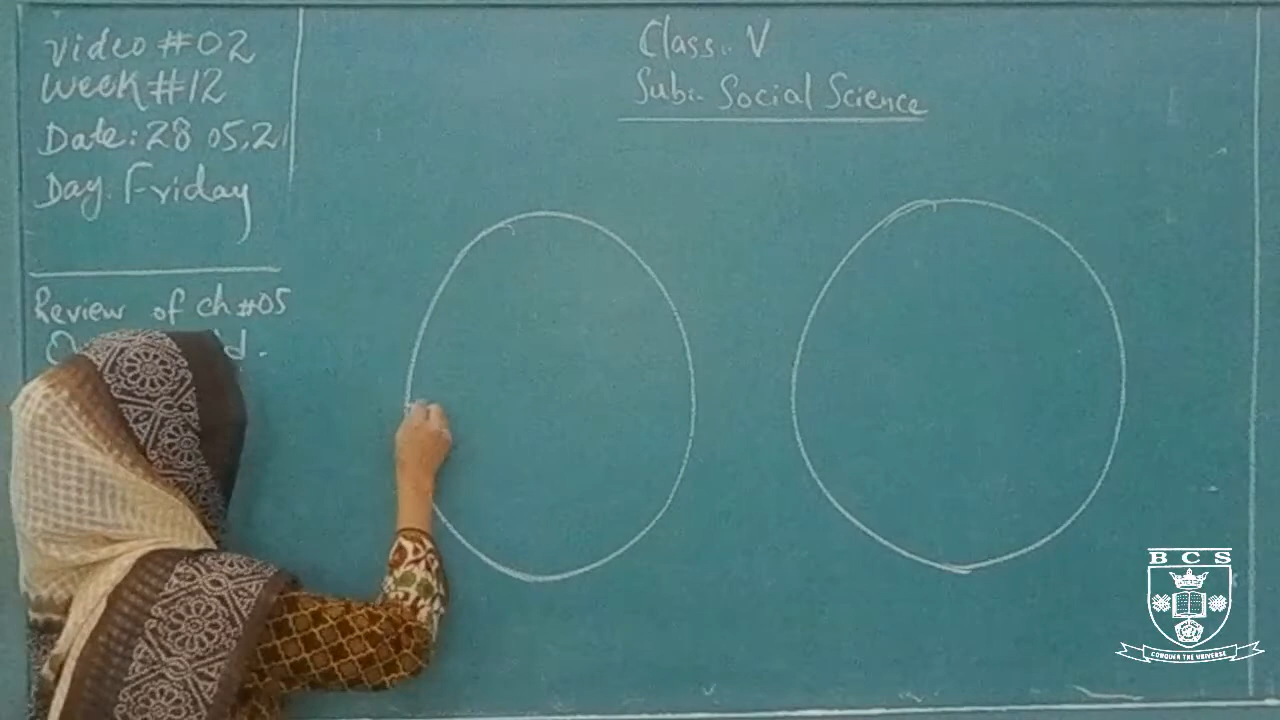 Video #02
Week #12
Date: 28 05,21
Day. Friday
Review of ch #05
Class:. V
Sub:. Social Science
B C S
CONQUER THE UNIVERSE